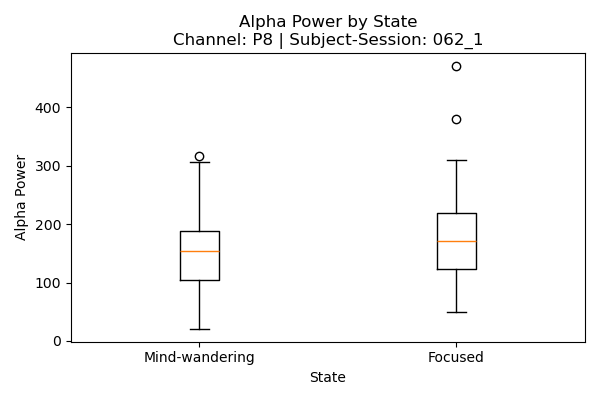 Alpha Power by State
Channel: P8 | Subject-Session: 062_1
Alpha Power
400
300
200
100
0
Mind-wandering
Focused
State